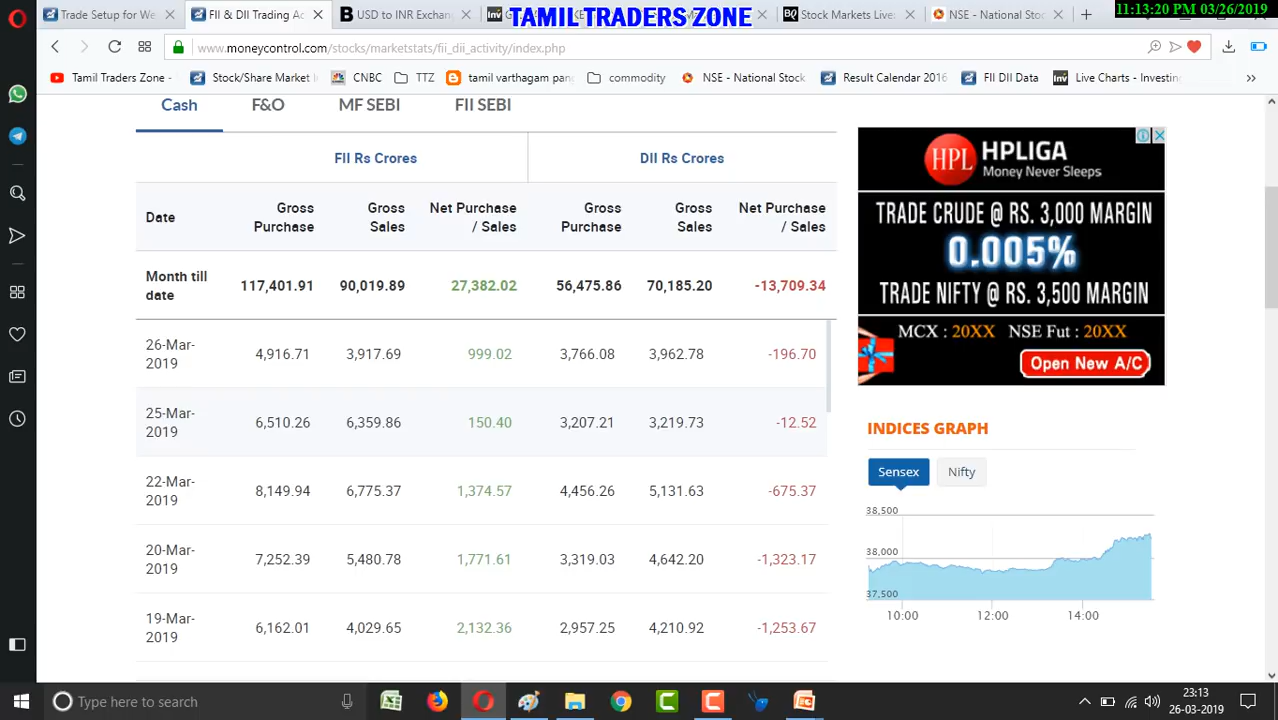 TAMIL TRADERS ZONE
11:13:20 PM 03/26/2019
Trade Setup for We
FII & DII Trading Ac
USD to INR Exchan
Stock Markets Live
NSE - National Stoc
www.moneycontrol.com/stocks/marketstats/fii_dii_activity/index.php
Tamil Traders Zone -
Stock/Share Market I
CNBC
TTZ
tamil varthagam pan
commodity
NSE - National Stock
Result Calendar 2016
FII DII Data
Live Charts - Investin
Cash F&O MF SEBI FII SEBI
FII Rs Crores DII Rs Crores
Date Gross Purchase Gross Sales Net Purchase / Sales Gross Purchase Gross Sales Net Purchase / Sales
Month till date 117,401.91 90,019.89 27,382.02 56,475.86 70,185.20 -13,709.34
26-Mar-2019 4,916.71 3,917.69 999.02 3,766.08 3,962.78 -196.70
25-Mar-2019 6,510.26 6,359.86 150.40 3,207.21 3,219.73 -12.52
22-Mar-2019 8,149.94 6,775.37 1,374.57 4,456.26 5,131.63 -675.37
20-Mar-2019 7,252.39 5,480.78 1,771.61 3,319.03 4,642.20 -1,323.17
19-Mar-2019 6,162.01 4,029.65 2,132.36 2,957.25 4,210.92 -1,253.67
HPL
HPLIGA
Money Never Sleeps
TRADE CRUDE @ RS. 3,000 MARGIN
0.005%
TRADE NIFTY @ RS. 3,500 MARGIN
MCX : 20XX NSE Fut : 20XX
Open New A/C
INDICES GRAPH
Sensex Nifty
38,500
38,000
37,500
10:00 12:00 14:00
Type here to search
23:13
26-03-2019